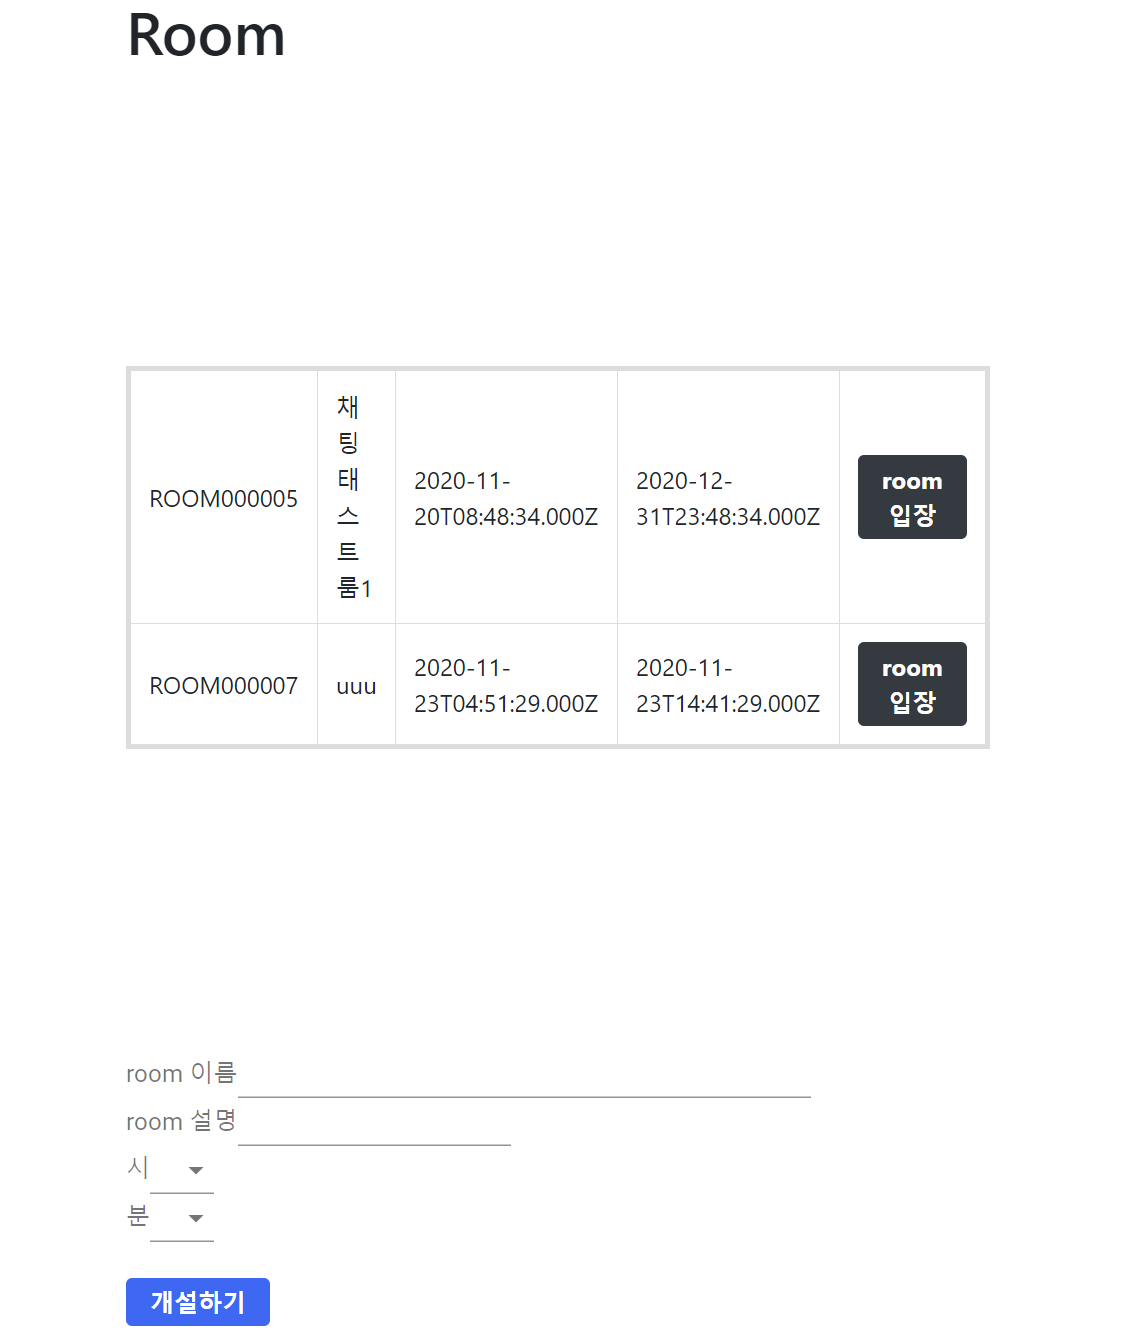 Room
ROOM000005
채
팅
태
스
트
룸1
2020-11-
20T08:48:34.000Z
2020-12-
31T23:48:34.000Z
room
입장
ROOM000007
uuu
2020-11-
23T04:51:29.000Z
2020-11-
23T14:41:29.000Z
room
입장
room 이름
room 설명
시
분
개설하기